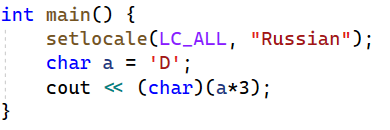 int main() {
    setlocale(LC_ALL, "Russian");
    char a = 'D';
    cout << (char)(a*3);
}